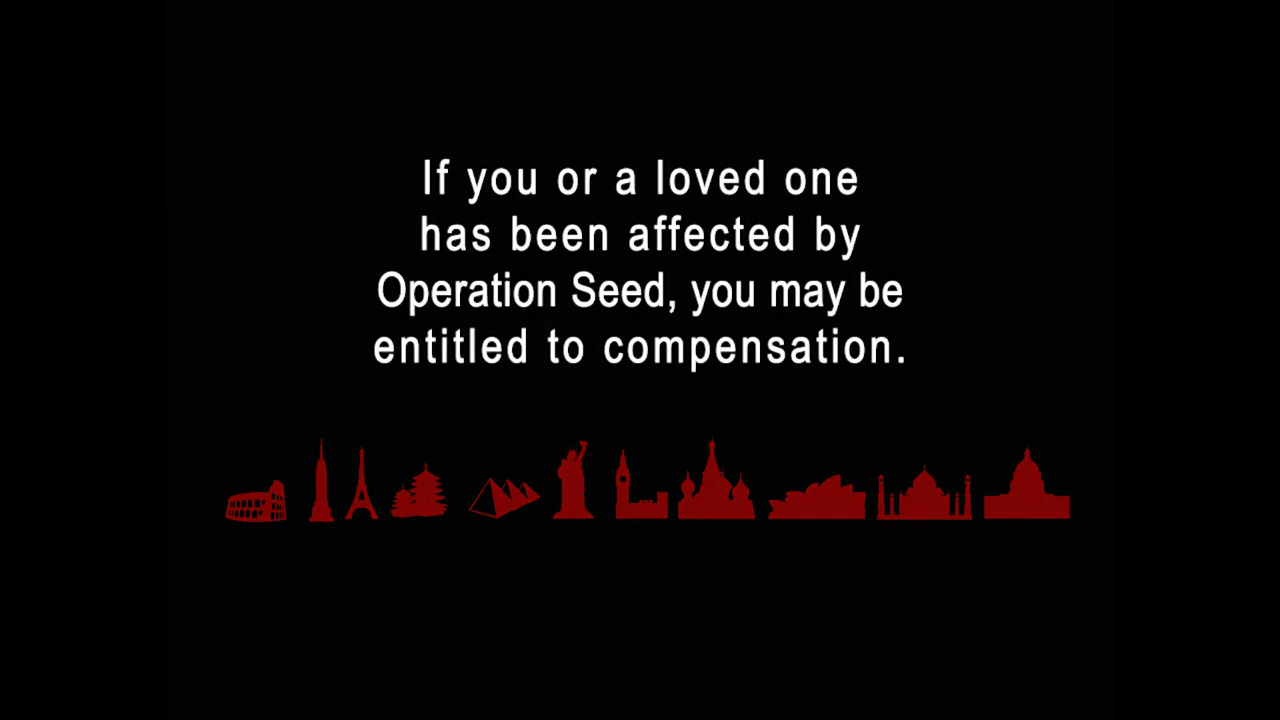 If you or a loved one
has been affected by
Operation Seed, you may be
entitled to compensation.